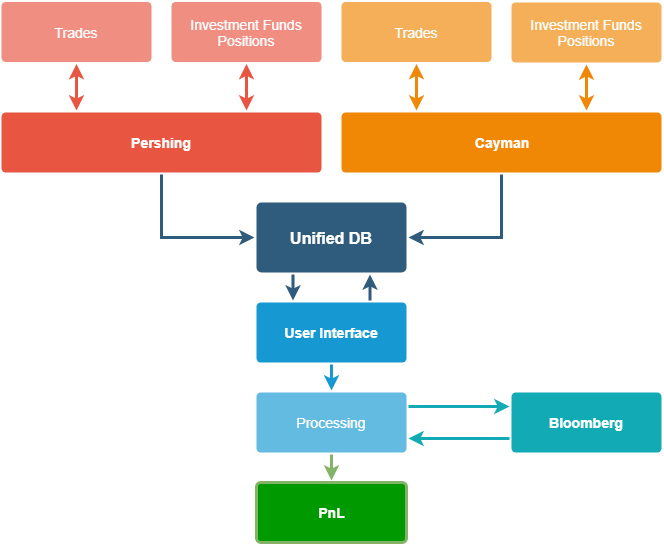 Trades
Investment Funds
Positions
Trades
Investment Funds
Positions
Pershing
Cayman
Unified DB
User Interface
Processing
Bloomberg
PnL